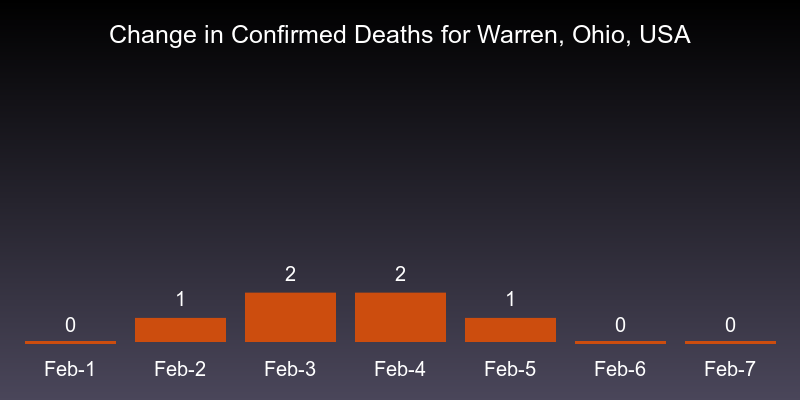 Change in Confirmed Deaths for Warren, Ohio, USA
0 1 2 2 1 0 0
Feb-1 Feb-2 Feb-3 Feb-4 Feb-5 Feb-6 Feb-7